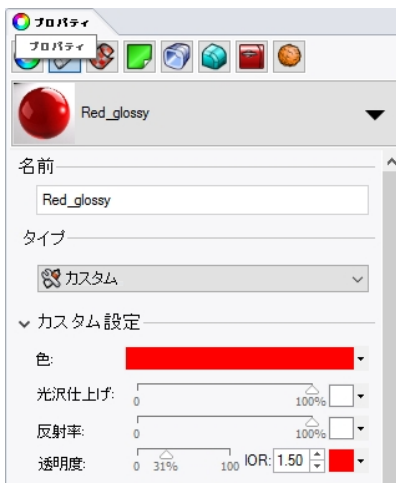 プロパティ
プロパティ
Red_glossy
名前
Red_glossy
タイプ
カスタム
カスタム設定
色:
光沢仕上げ: 0 100%
反射率: 0 100%
透明度: 0 31% 100 IOR: 1.50